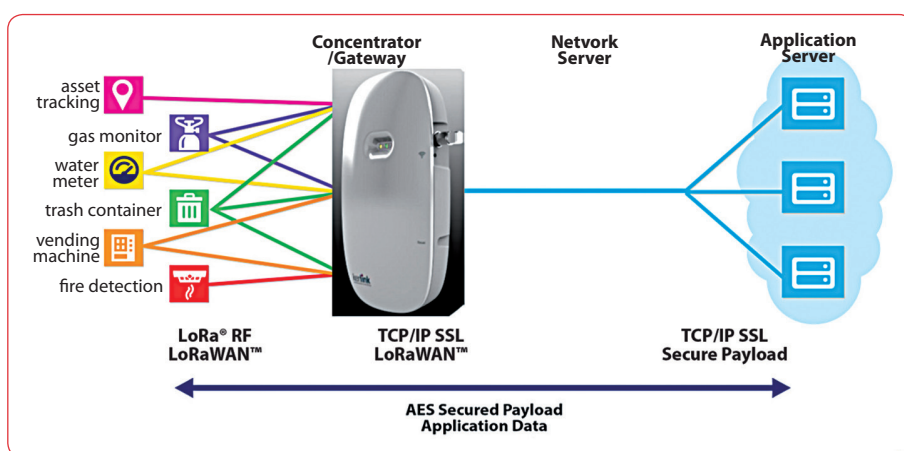 Concentrator
/Gateway
Netvork
Server
Application
Server
asset
tracking
gas monitor
water
meter
trash container
vending
machine
fire detection
LoRa® RF
LoRaWAN™
TCP/IP SSL
LoRaWAN™
TCP/IP SSL
Secure Payload
AES Secured Payload
Application Data